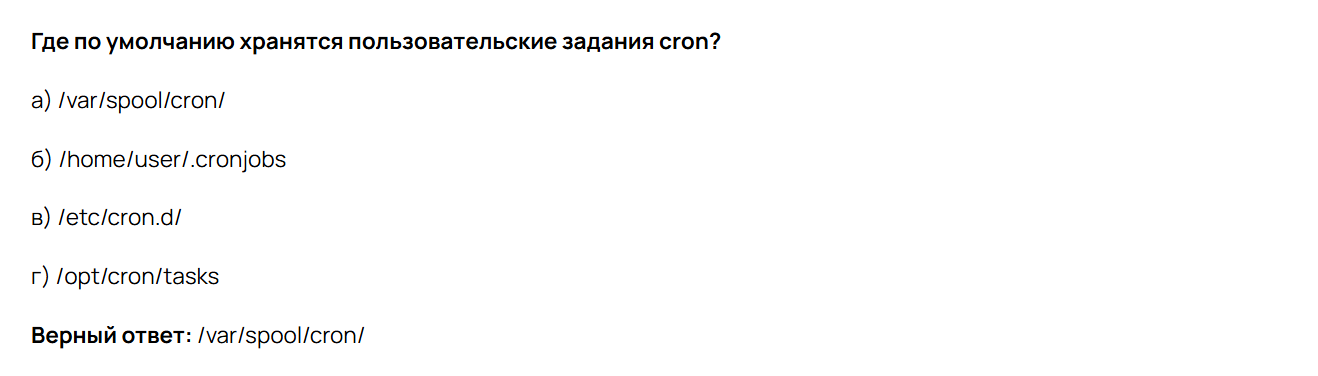 Где по умолчанию хранятся пользовательские задания cron?
а) /var/spool/cron/
б) /home/user/.cronjobs
в) /etc/cron.d/
г) /opt/cron/tasks
Верный ответ: /var/spool/cron/